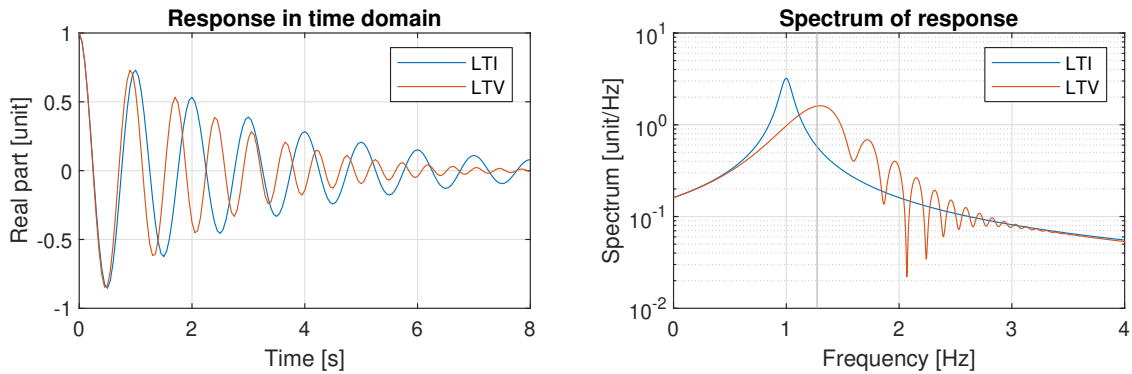 Response in time domain
Real part [unit]
1
0.5
0
-0.5
-1
0
2
4
6
8
Time [s]
LTI
LTV
Spectrum of response
Spectrum [unit/Hz]
10^1
10^0
10^-1
10^-2
0
1
2
3
4
Frequency [Hz]
LTI
LTV